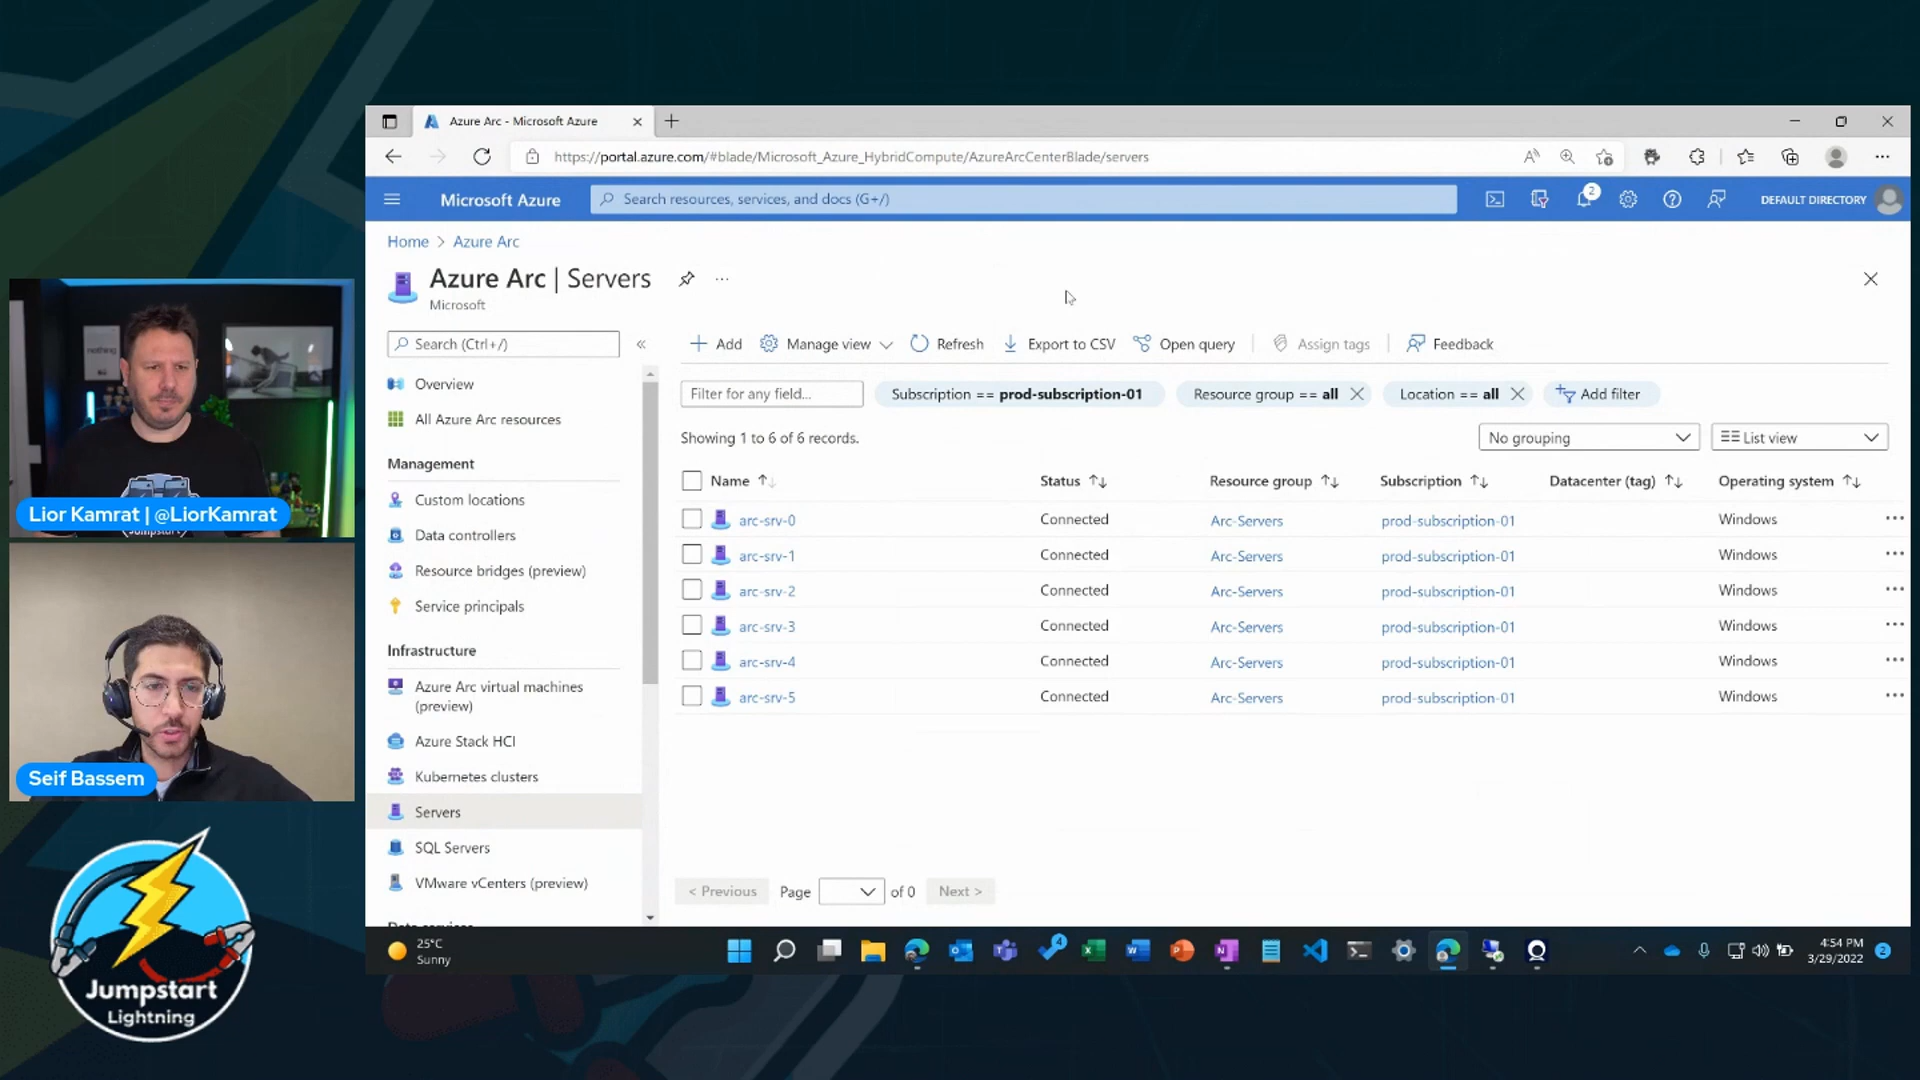 Azure Arc - Microsoft Azure
https://portal.azure.com/#blade/Microsoft_Azure_HybridCompute/AzureArcCenterBlade/servers
Microsoft Azure
Search resources, services, and docs (G+/)
2
DEFAULT DIRECTORY
Home > Azure Arc
Azure Arc | Servers
Microsoft
Search (Ctrl+/)
Overview
All Azure Arc resources
Management
Custom locations
Data controllers
Resource bridges (preview)
Service principals
Infrastructure
Azure Arc virtual machines
(preview)
Azure Stack HCI
Kubernetes clusters
Servers
SQL Servers
VMware vCenters (preview)
Data services
Add Manage view Refresh Export to CSV Open query Assign tags Feedback
Filter for any field... Subscription == prod-subscription-01 Resource group == all Location == all Add filter
Showing 1 to 6 of 6 records.
No grouping List view
Name Status Resource group Subscription Datacenter (tag) Operating system
arc-srv-0 Connected Arc-Servers prod-subscription-01 Windows
arc-srv-1 Connected Arc-Servers prod-subscription-01 Windows
arc-srv-2 Connected Arc-Servers prod-subscription-01 Windows
arc-srv-3 Connected Arc-Servers prod-subscription-01 Windows
arc-srv-4 Connected Arc-Servers prod-subscription-01 Windows
arc-srv-5 Connected Arc-Servers prod-subscription-01 Windows
< Previous Page of 0 Next >
25°C
Sunny
4
4:54 PM
3/29/2022
2
nothing
Lior Kamrat | @LiorKamrat
Jumpstart
Seif Bassem
Jumpstart
Lightning